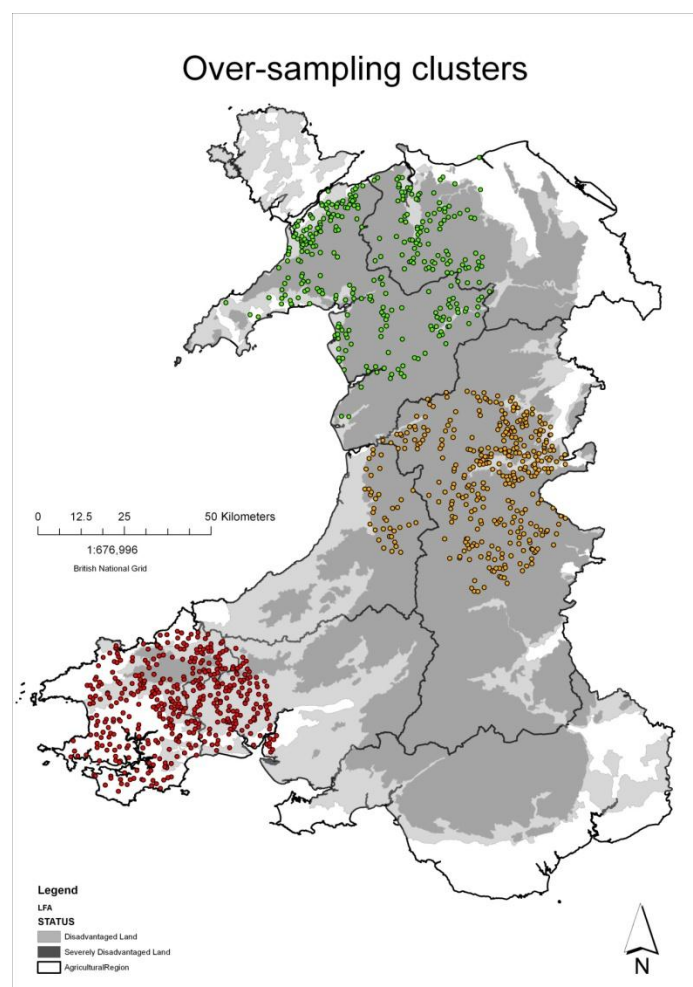 Over-sampling clusters
0 12.5 25 50 Kilometers
1:676,996
British National Grid
Legend
LFA
STATUS
Disadvantaged Land
Severely Disadvantaged Land
AgriculturalRegion
N